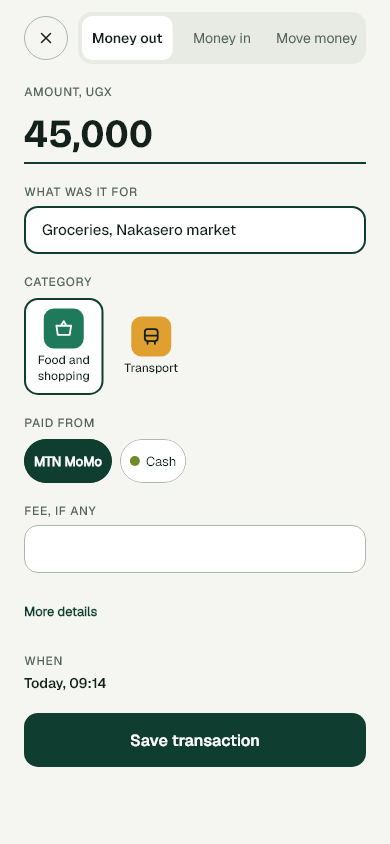 Money out
Money in
Move money
AMOUNT, UGX
45,000
WHAT WAS IT FOR
Groceries, Nakasero market
CATEGORY
Food and
shopping
Transport
PAID FROM
MTN MoMo
Cash
FEE, IF ANY
More details
WHEN
Today, 09:14
Save transaction